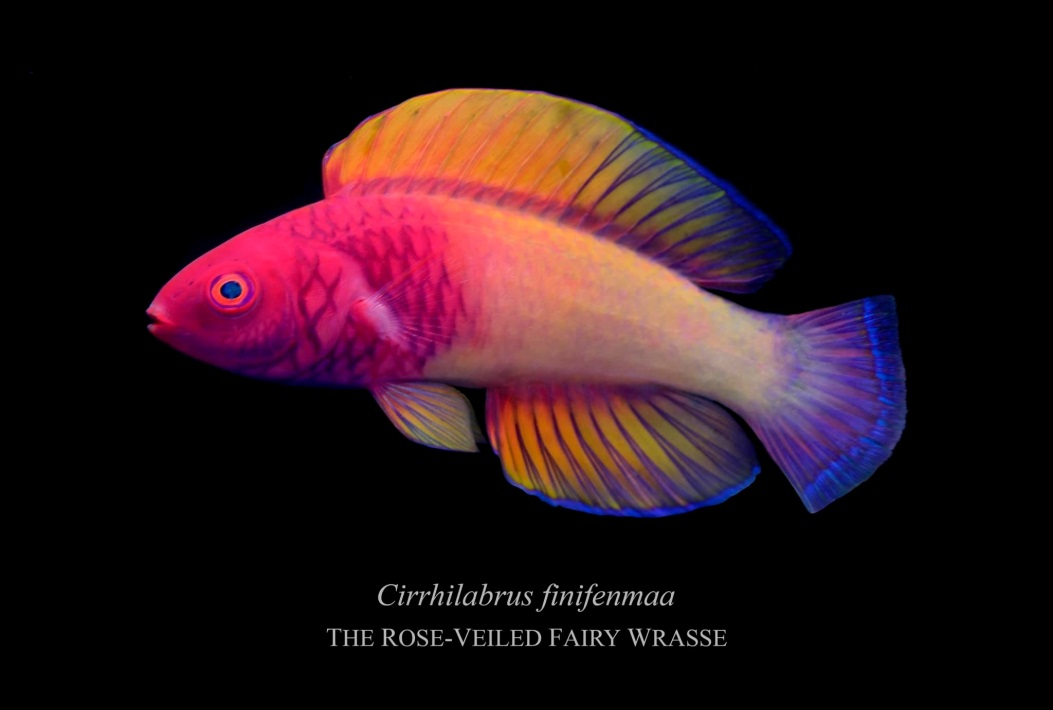 Cirrhilabrus finifenmaa
THE ROSE-VEILED FAIRY WRASSE